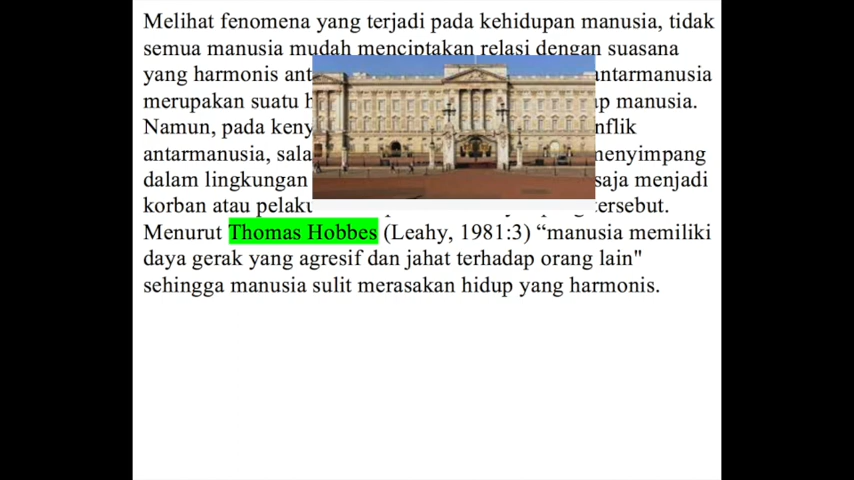 Melihat fenomena yang terjadi pada kehidupan manusia, tidak
semua manusia mudah menciptakan relasi dengan suasana
yang harmonis antarmanusia
merupakan suatu manusia.
Namun, pada
antarmanusia, menyimpang
dalam lingkungan saja menjadi
korban atau pelaku tersebut.
Menurut Thomas Hobbes (Leahy, 1981:3) “manusia memiliki
daya gerak yang agresif dan jahat terhadap orang lain"
sehingga manusia sulit merasakan hidup yang harmonis.